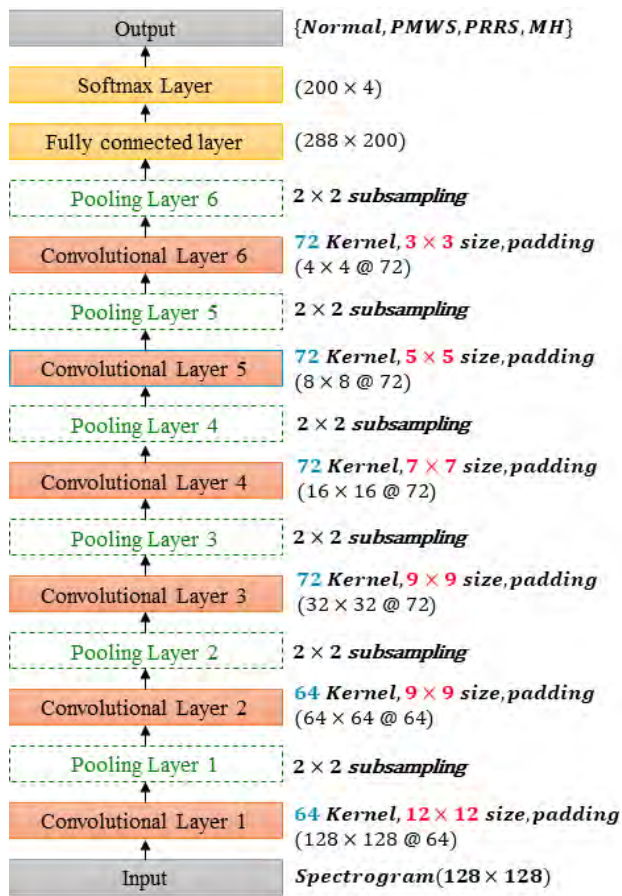 Output {Normal, PMWS, PRRS, MH}
Softmax Layer (200 × 4)
Fully connected layer (288 × 200)
Pooling Layer 6 2 × 2 subsampling
Convolutional Layer 6 72 Kernel, 3 × 3 size, padding
(4 × 4 @ 72)
Pooling Layer 5 2 × 2 subsampling
Convolutional Layer 5 72 Kernel, 5 × 5 size, padding
(8 × 8 @ 72)
Pooling Layer 4 2 × 2 subsampling
Convolutional Layer 4 72 Kernel, 7 × 7 size, padding
(16 × 16 @ 72)
Pooling Layer 3 2 × 2 subsampling
Convolutional Layer 3 72 Kernel, 9 × 9 size, padding
(32 × 32 @ 72)
Pooling Layer 2 2 × 2 subsampling
Convolutional Layer 2 64 Kernel, 9 × 9 size, padding
(64 × 64 @ 64)
Pooling Layer 1 2 × 2 subsampling
Convolutional Layer 1 64 Kernel, 12 × 12 size, padding
(128 × 128 @ 64)
Input Spectrogram(128 × 128)